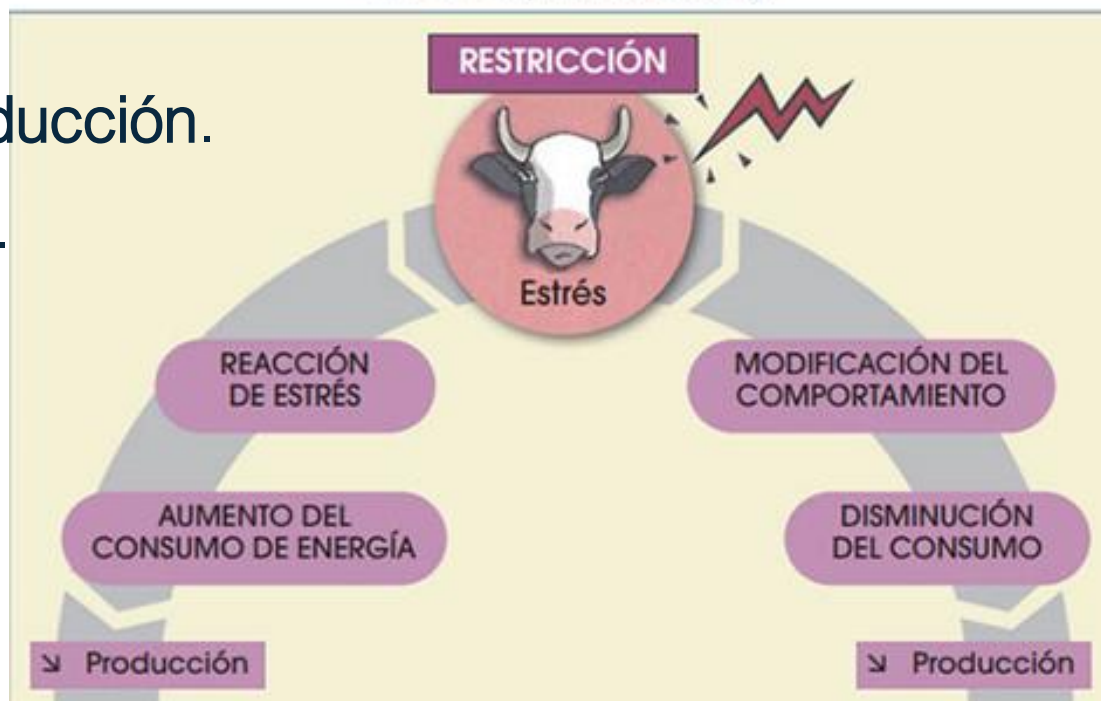 RESTRICCIÓN
ducción.
.
Estrés
REACCIÓN
DE ESTRÉS
MODIFICACIÓN DEL
COMPORTAMIENTO
AUMENTO DEL
CONSUMO DE ENERGÍA
DISMINUCIÓN
DEL CONSUMO
↘ Producción
↘ Producción